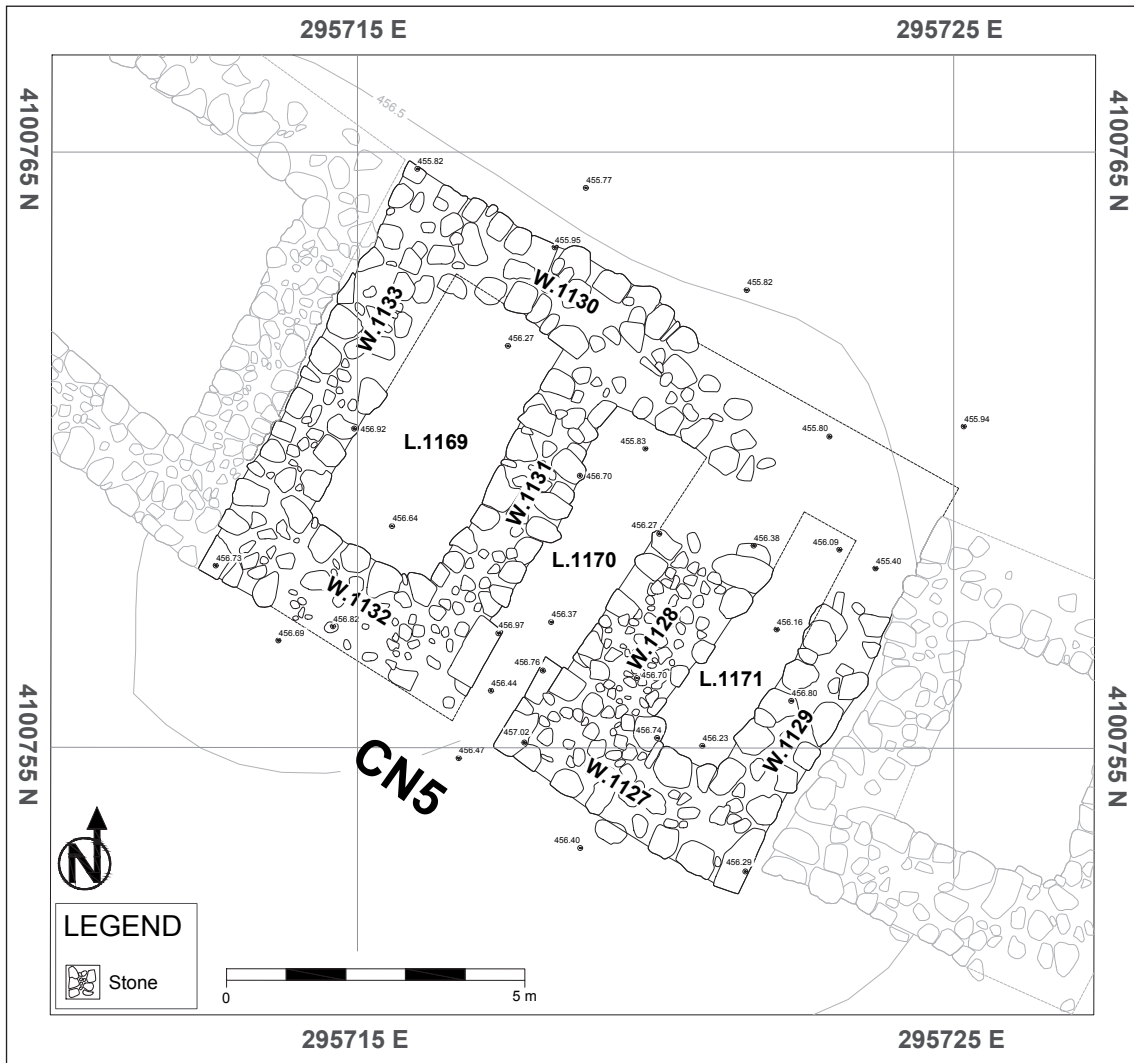 295715 E
295725 E
4100765 N
4100765 N
456.5
455.82
455.77
455.95
455.82
W.1130
W.1133
456.27
456.92
L.1169
455.83
455.80
455.94
456.70
W.1131
456.64
456.27
456.38
456.09
455.40
L.1170
456.73
W.1132
456.82
456.69
456.97
456.37
456.16
W.1128
456.76
456.70
L.1171
456.44
456.80
457.02
456.74
456.23
W.1129
456.47
4100755 N
4100755 N
CN5
W.1127
456.40
456.29
N
LEGEND
Stone
0
5 m
295715 E
295725 E